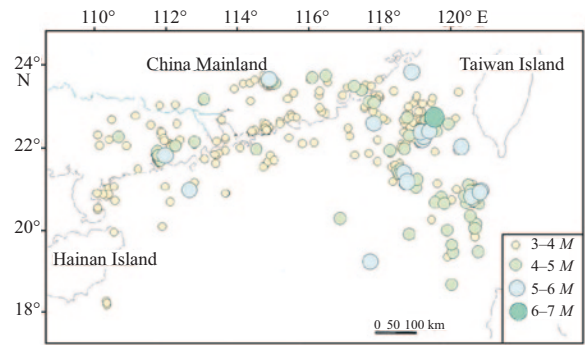 110° 112° 114° 116° 118° 120° E
24°
N
22°
20°
18°
China Mainland
Taiwan Island
Hainan Island
3–4 M
4–5 M
5–6 M
6–7 M
0 50 100 km